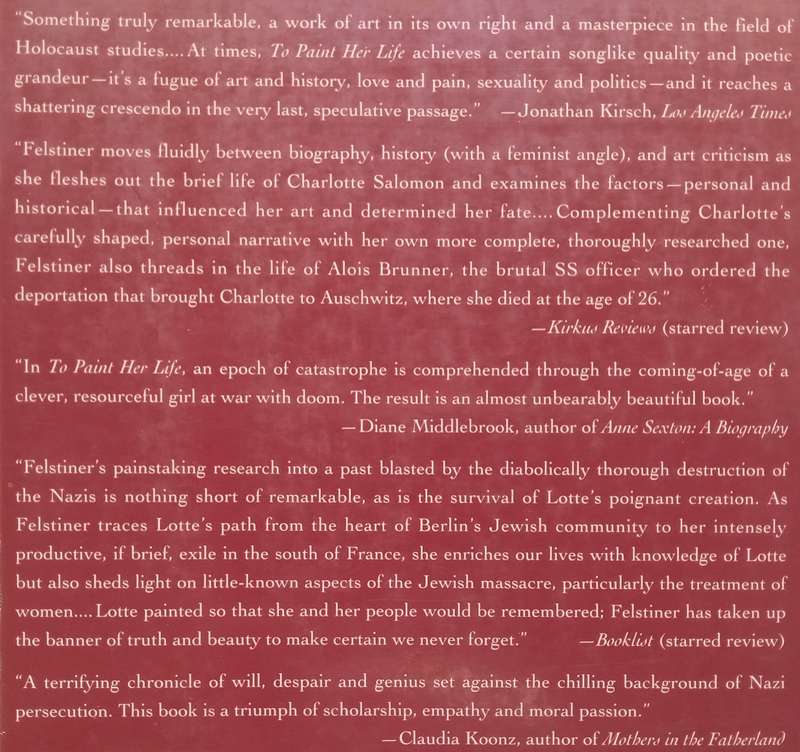 “Something truly remarkable, a work of art in its own right and a masterpiece in the field of
Holocaust studies....At times, To Paint Her Life achieves a certain songlike quality and poetic
grandeur—it’s a fugue of art and history, love and pain, sexuality and politics—and it reaches a
shattering crescendo in the very last, speculative passage.” —Jonathan Kirsch, Los Angeles Times
“Felstiner moves fluidly between biography, history (with a feminist angle), and art criticism as
she fleshes out the brief life of Charlotte Salomon and examines the factors—personal and
historical—that influenced her art and determined her fate....Complementing Charlotte’s
carefully shaped, personal narrative with her own more complete, thoroughly researched one,
Felstiner also threads in the life of Alois Brunner, the brutal SS officer who ordered the
deportation that brought Charlotte to Auschwitz, where she died at the age of 26.”
—Kirkus Reviews (starred review)
“In To Paint Her Life, an epoch of catastrophe is comprehended through the coming-of-age of a
clever, resourceful girl at war with doom. The result is an almost unbearably beautiful book.”
—Diane Middlebrook, author of Anne Sexton: A Biography
“Felstiner’s painstaking research into a past blasted by the diabolically thorough destruction of
the Nazis is nothing short of remarkable, as is the survival of Lotte’s poignant creation. As
Felstiner traces Lotte’s path from the heart of Berlin’s Jewish community to her intensely
productive, if brief, exile in the south of France, she enriches our lives with knowledge of Lotte
but also sheds light on little-known aspects of the Jewish massacre, particularly the treatment of
women....Lotte painted so that she and her people would be remembered; Felstiner has taken up
the banner of truth and beauty to make certain we never forget.” —Booklist (starred review)
“A terrifying chronicle of will, despair and genius set against the chilling background of Nazi
persecution. This book is a triumph of scholarship, empathy and moral passion.”
—Claudia Koonz, author of Mothers in the Fatherland